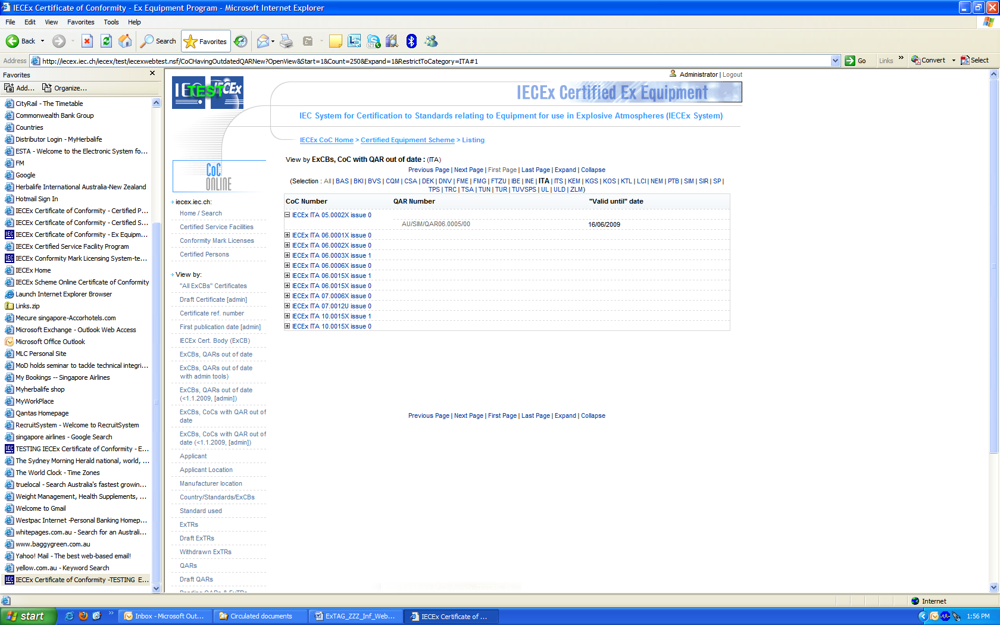 IECEx Certificate of Conformity - Ex Equipment Program - Microsoft Internet Explorer
File Edit View Favorites Tools Help
Back Search Favorites
Address http://iecex.iec.ch/iecex/test/iecexwebtest.nsf/CoCHavingOutdatedQARNew?OpenView&Start=1&Count=250&Expand=1&RestrictToCategory=ITA#1 Go Links » Convert Select
Favorites
Add... Organize...
CityRail - The Timetable
Commonwealth Bank Group
Countries
Distributor Login - MyHerbalife
ESTA - Welcome to the Electronic System fo...
FM
Google
Herbalife International Australia-New Zealand
Hotmail Sign In
IECEx Certificate of Conformity - Certified P...
IECEx Certificate of Conformity - Certified S...
IECEx Certificate of Conformity - Ex Equipm...
IECEx Certified Service Facility Program
IECEx Conformity Mark Licensing System-te...
IECEx Home
IECEx Scheme Online Certificate of Conformity
Launch Internet Explorer Browser
Links.zip
Mecure singapore-Accorhotels.com
Microsoft Exchange - Outlook Web Access
Microsoft Office Outlook
MLC Personal Site
MoD holds seminar to tackle technical integri...
My Bookings -- Singapore Airlines
Myherbalife shop
MyWorkPlace
Qantas Homepage
RecruitSystem - Welcome to RecruitSystem
singapore airlines - Google Search
TESTING IECEx Certificate of Conformity - E...
The Sydney Morning Herald national, world, ...
The World Clock - Time Zones
truelocal - Search Australia's fastest growin...
Weight Management, Health Supplements, ...
Welcome to Gmail
Westpac Internet -Personal Banking Homep...
whitepages.com.au - Search for an Australi...
www.baggygreen.com.au
Yahoo! Mail - The best web-based email!
yellow.com.au - Keyword Search
IECEx Certificate of Conformity -TESTING E...
TEST IECEx
CoC
ONLINE
iecex.iec.ch:
Home / Search
Certified Service Facilities
Conformity Mark Licenses
Certified Persons
View by:
"All ExCBs" Certificates
Draft Certificate [admin]
Certificate ref. number
First publication date [admin]
IECEx Cert. Body (ExCB)
ExCBs, QARs out of date
ExCBs, QARs out of date
with admin tools)
ExCBs, QARs out of date
(<1.1.2009, [admin])
ExCBs, CoCs with QAR out of
date
ExCBs, CoCs with QAR out of
date (<1.1.2009, [admin])
Applicant
Applicant Location
Manufacturer location
Country/Standards/ExCBs
Standard used
ExTRs
Draft ExTRs
Withdrawn ExTRs
QARs
Draft QARs
Administrator | Logout
IECEx Certified Ex Equipment
IEC System for Certification to Standards relating to Equipment for use in Explosive Atmospheres (IECEx System)
IECEx CoC Home > Certified Equipment Scheme > Listing
View by ExCBs, CoC with QAR out of date : (ITA)
Previous Page | Next Page | First Page | Last Page | Expand | Collapse
(Selection : All | BAS | BKI | BVS | CQM | CSA | DEK | DNV | FME | FMG | FTZU | IBE | INE | ITA | ITS | KEM | KGS | KOS | KTL | LCI | NEM | PTB | SIM | SIR | SP |
TPS | TRC | TSA | TUN | TUR | TUVSPS | UL | ULD | ZLM)
CoC Number QAR Number "Valid until" date
IECEx ITA 05.0002X issue 0
AU/SIM/QAR06.0005/00 16/06/2009
IECEx ITA 06.0001X issue 0
IECEx ITA 06.0002X issue 0
IECEx ITA 06.0003X issue 1
IECEx ITA 06.0006X issue 0
IECEx ITA 06.0015X issue 1
IECEx ITA 06.0015X issue 0
IECEx ITA 07.0006X issue 0
IECEx ITA 07.0012U issue 0
IECEx ITA 10.0015X issue 1
IECEx ITA 10.0015X issue 0
Previous Page | Next Page | First Page | Last Page | Expand | Collapse
Internet
start » Inbox - Microsoft Out... Circulated documents ExTAG_ZZZ_Inf_Web... IECEx Certificate of ... 1:56 PM